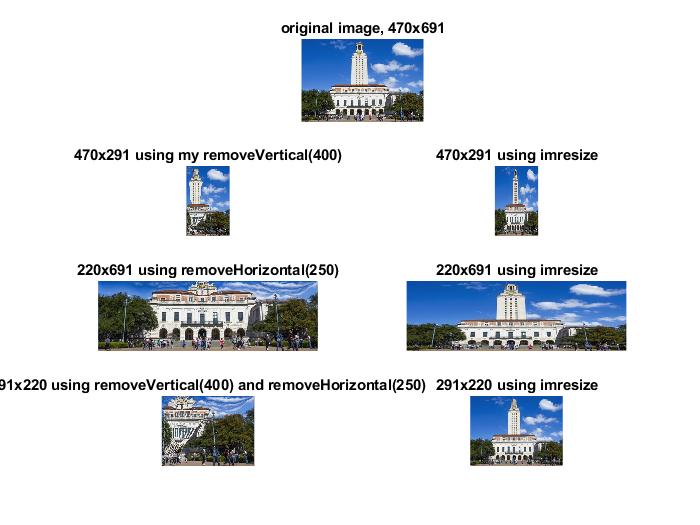 original image, 470x691
470x291 using my removeVertical(400)
470x291 using imresize
220x691 using removeHorizontal(250)
220x691 using imresize
91x220 using removeVertical(400) and removeHorizontal(250)
291x220 using imresize